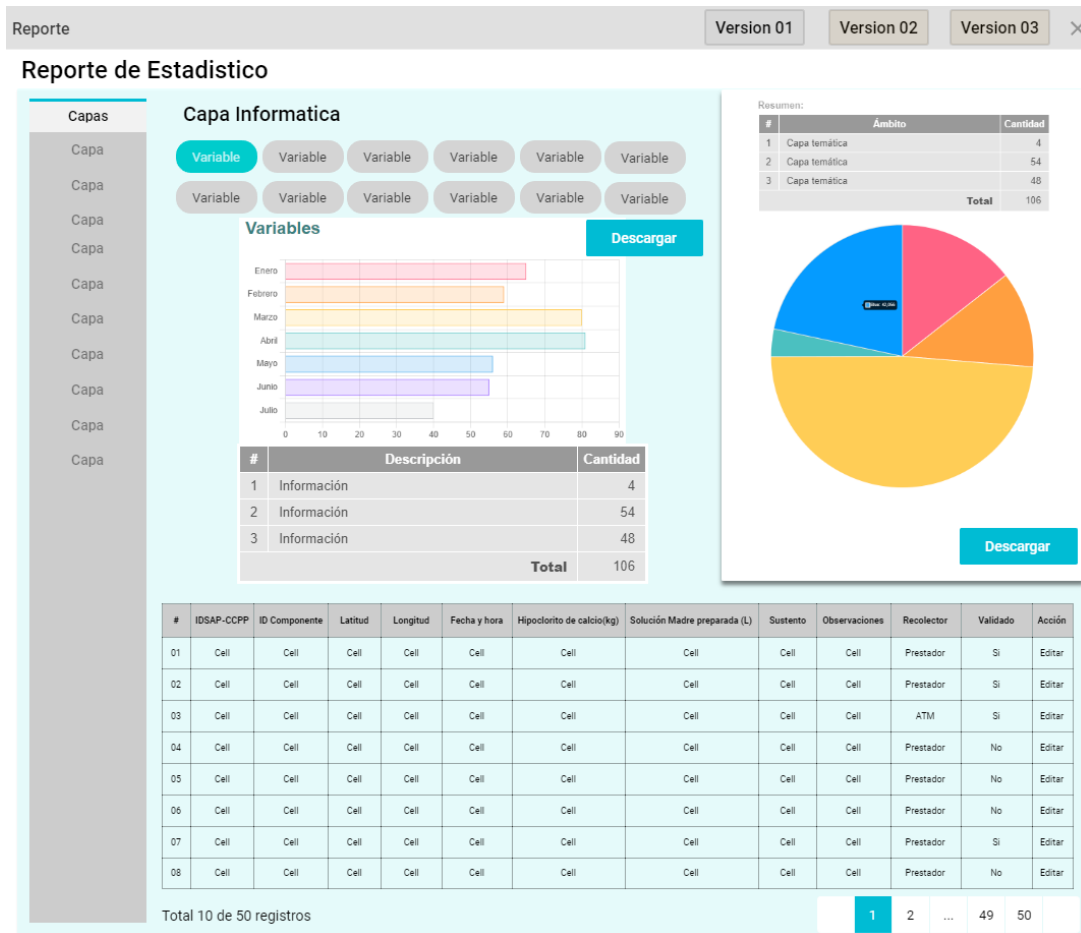 Reporte Version 01 Version 02 Version 03
Reporte de Estadistico
Capas
Capa
Capa
Capa
Capa
Capa
Capa
Capa
Capa
Capa
Capa
Capa Informatica
Variable Variable Variable Variable Variable Variable
Variable Variable Variable Variable Variable Variable
Variables
Descargar
Enero
Febrero
Marzo
Abril
Mayo
Junio
Julio
0 10 20 30 40 50 60 70 80 90
# Descripción Cantidad
1 Información 4
2 Información 54
3 Información 48
Total 106
Resumen:
# Ámbito Cantidad
1 Capa temática 4
2 Capa temática 54
3 Capa temática 48
Total 106
Descargar
# IDSAP-CCPP ID Componente Latitud Longitud Fecha y hora Hipoclorito de calcio(kg) Solución Madre preparada (L) Sustento Observaciones Recolector Validado Acción
01 Cell Cell Cell Cell Cell Cell Cell Cell Cell Prestador Si Editar
02 Cell Cell Cell Cell Cell Cell Cell Cell Cell Prestador Si Editar
03 Cell Cell Cell Cell Cell Cell Cell Cell Cell ATM Si Editar
04 Cell Cell Cell Cell Cell Cell Cell Cell Cell Prestador No Editar
05 Cell Cell Cell Cell Cell Cell Cell Cell Cell Prestador No Editar
06 Cell Cell Cell Cell Cell Cell Cell Cell Cell Prestador No Editar
07 Cell Cell Cell Cell Cell Cell Cell Cell Cell Prestador Si Editar
08 Cell Cell Cell Cell Cell Cell Cell Cell Cell Prestador No Editar
Total 10 de 50 registros
1 2 ... 49 50